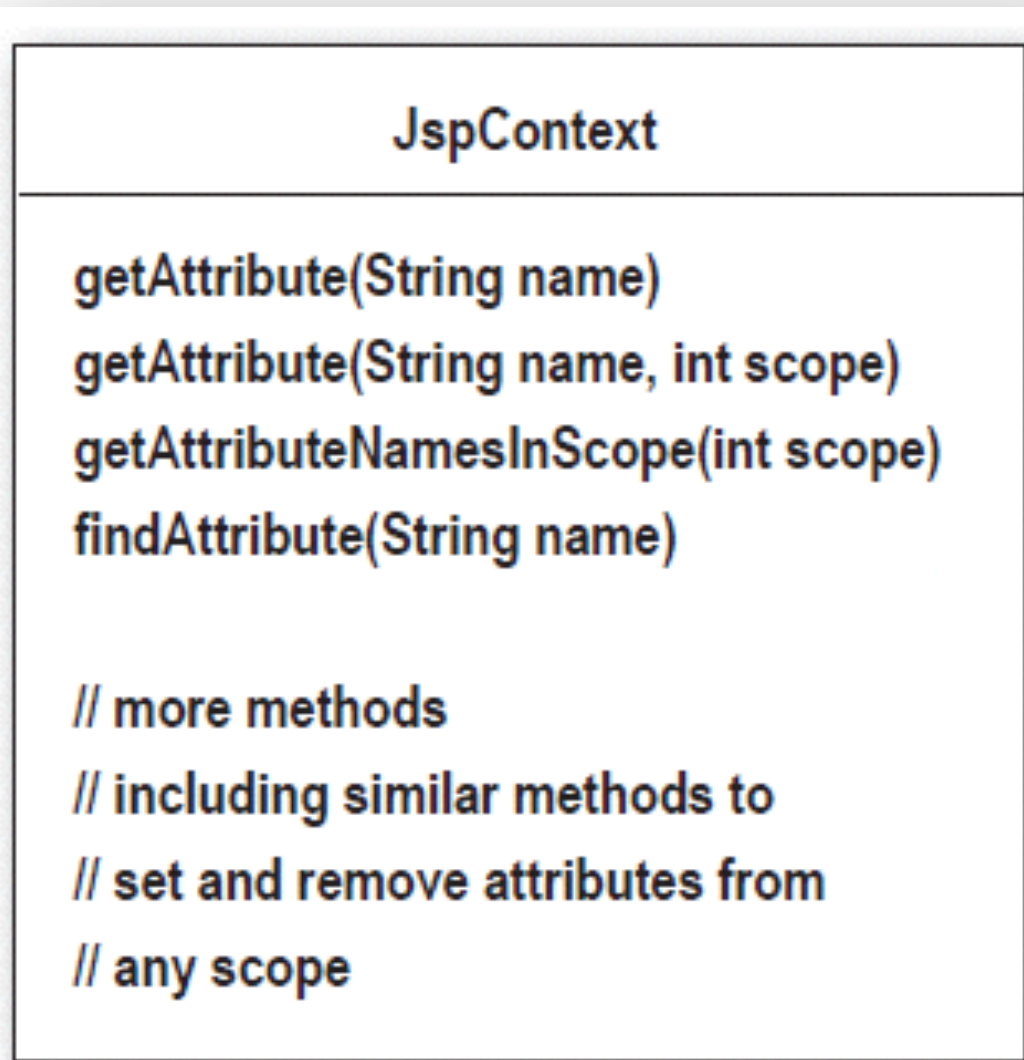 JspContext
getAttribute(String name)
getAttribute(String name, int scope)
getAttributeNamesInScope(int scope)
findAttribute(String name)
// more methods
// including similar methods to
// set and remove attributes from
// any scope